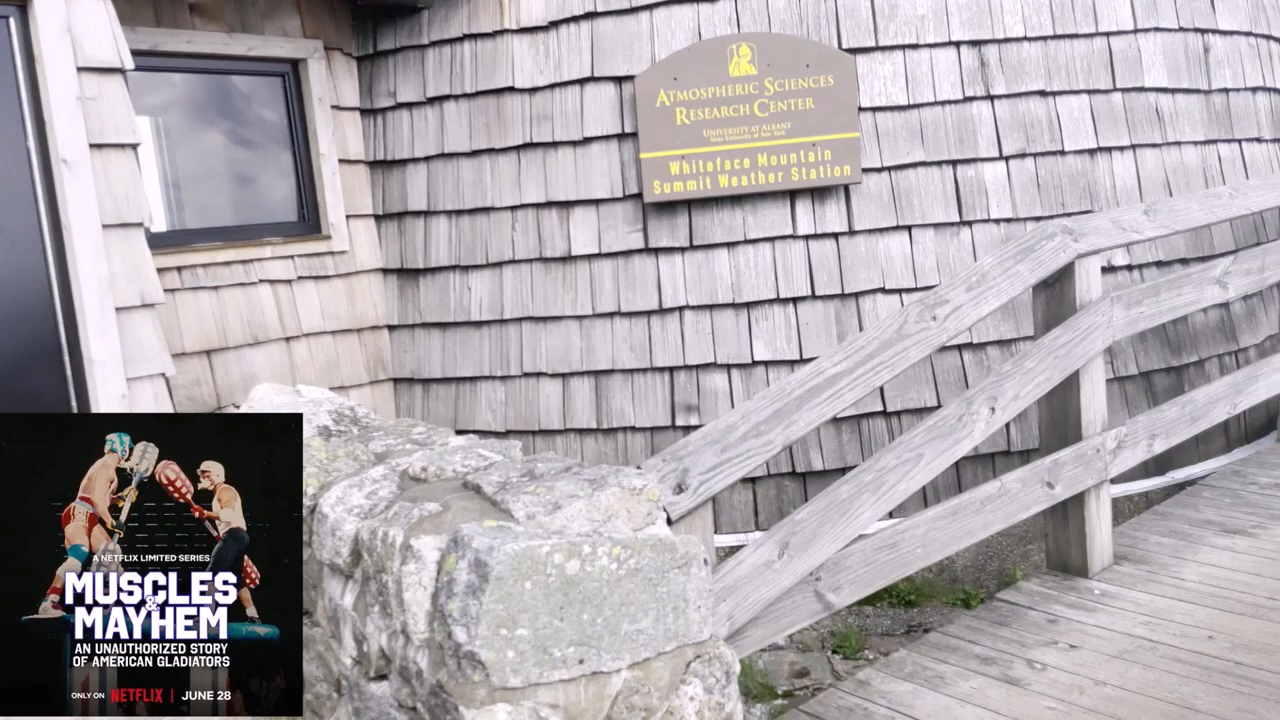 ATMOSPHERIC SCIENCES
RESEARCH CENTER
UNIVERSITY AT ALBANY
State University of New York
Whiteface Mountain
Summit Weather Station
A NETFLIX LIMITED SERIES
MUSCLES
&
MAYHEM
AN UNAUTHORIZED STORY
OF AMERICAN GLADIATORS
ONLY ON NETFLIX | JUNE 28